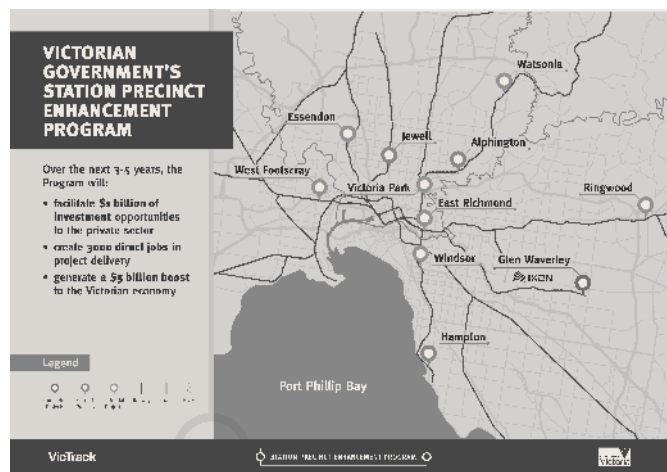 VICTORIAN
GOVERNMENT'S
STATION PRECINCT
ENHANCEMENT
PROGRAM
Over the next 3-5 years, the
Program will:
• facilitate $1 billion of
investment opportunities
to the private sector
• create 3000 direct jobs in
project delivery
• generate a $5 billion boost
to the Victorian economy
Legend
Watsonia
Essendon
Jewell
Alphington
West Footscray
Victoria Park
Ringwood
East Richmond
Windsor
Glen Waverley
IKON
Hampton
Port Phillip Bay
VicTrack
STATION PRECINCT ENHANCEMENT PROGRAM
Victoria